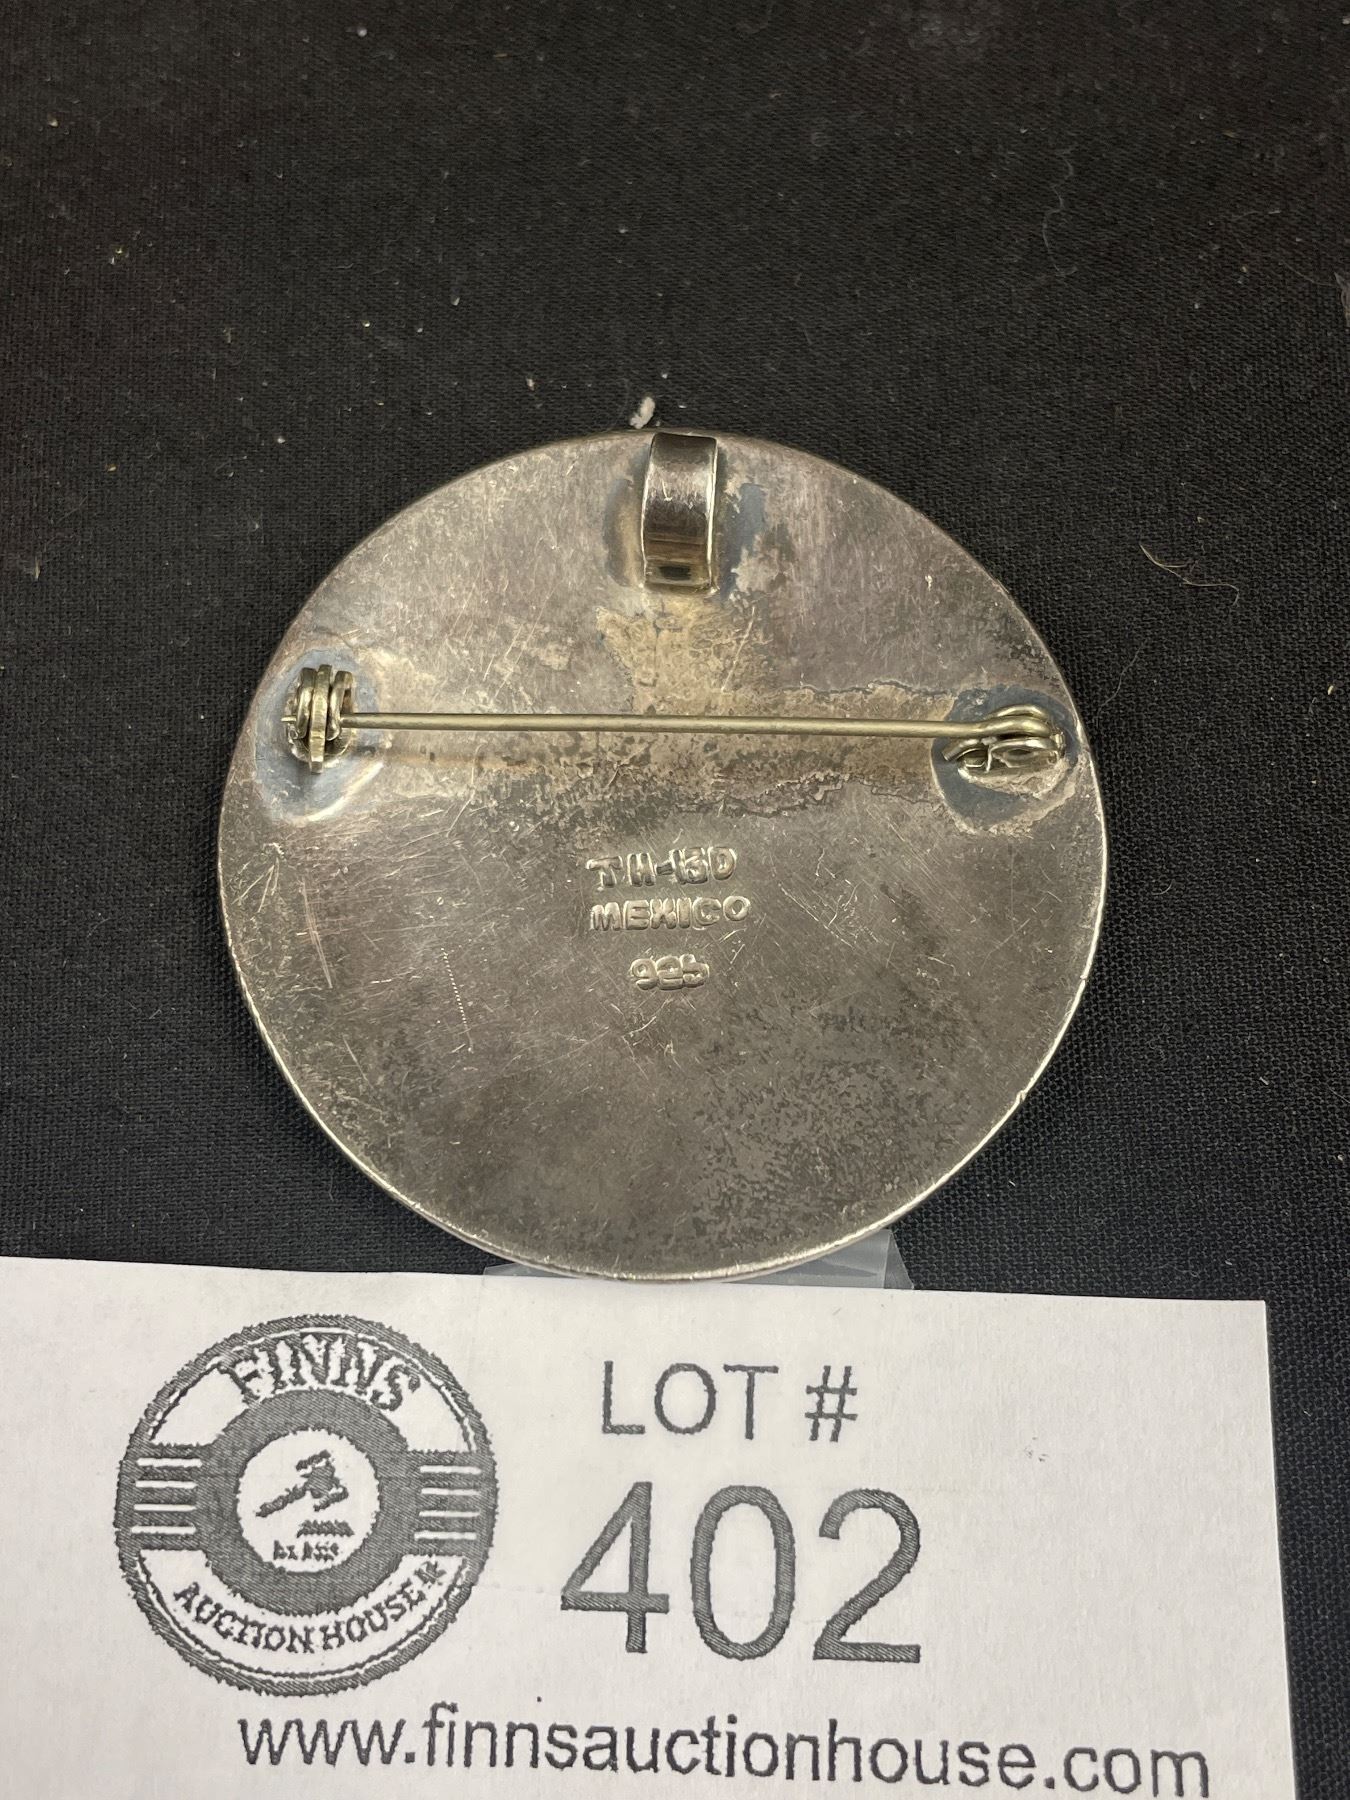 TH-130
MEXICO
925
FINNS
AUCTION HOUSE
LOT #
402
www.finnsauctionhouse.com